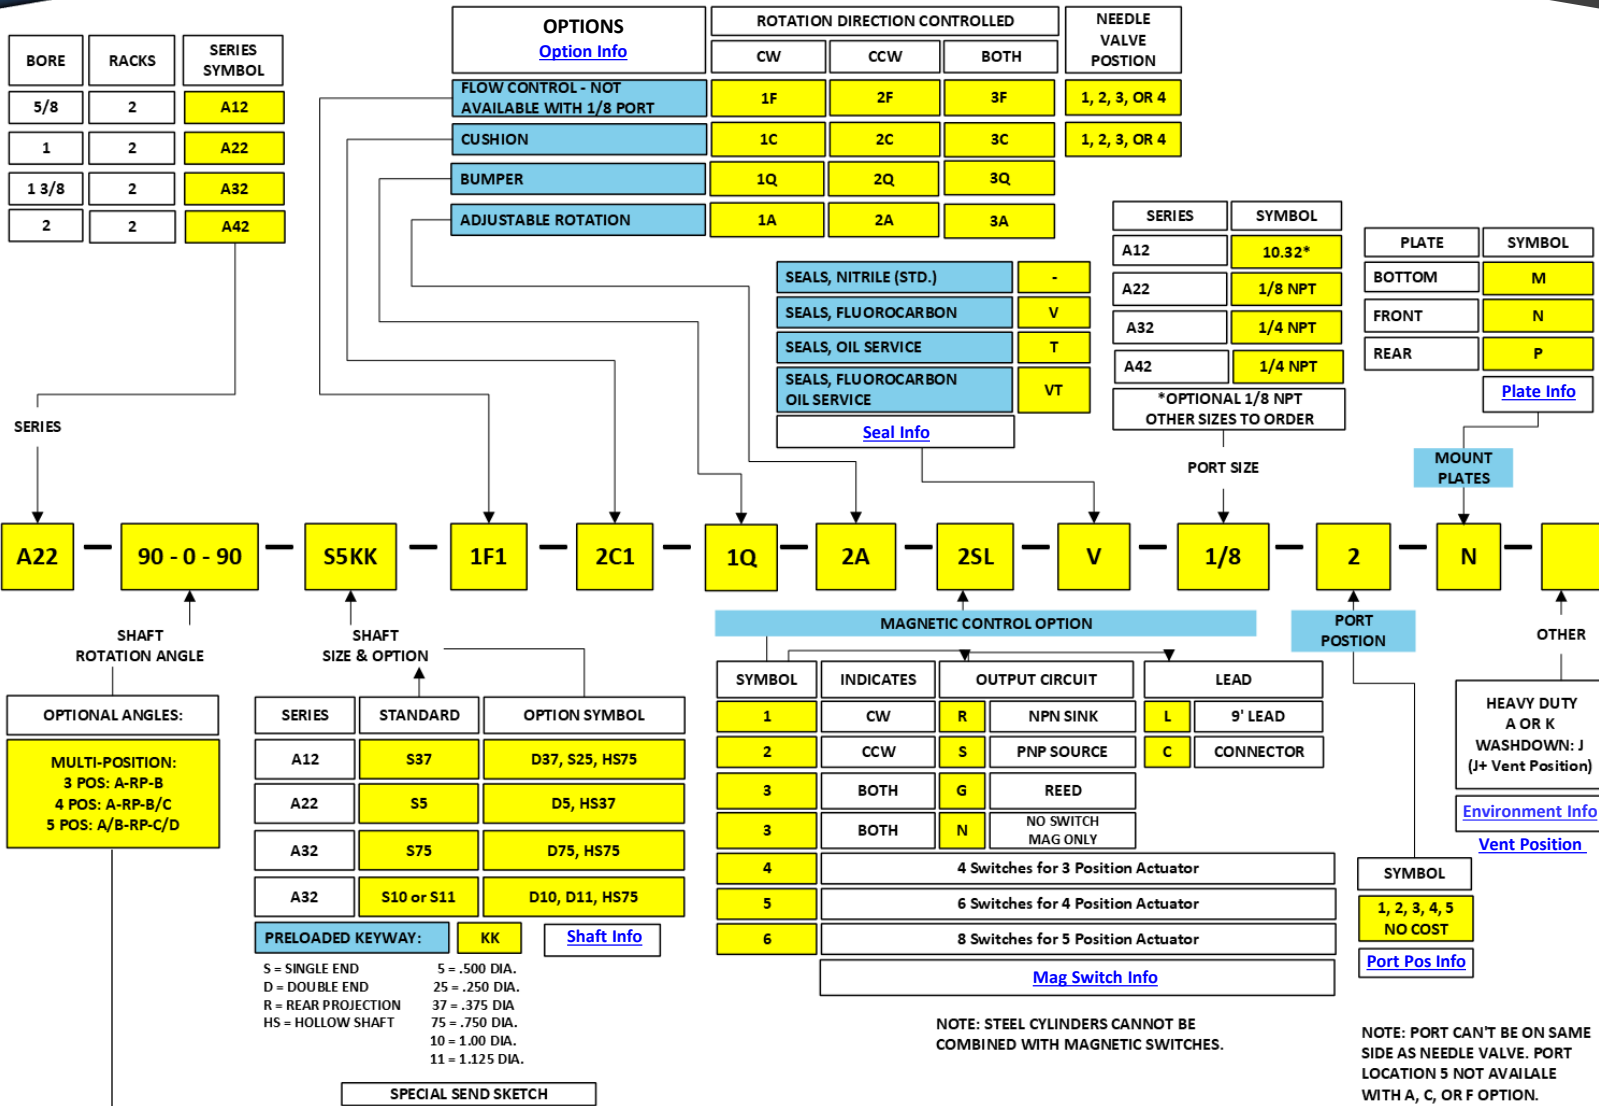 BORE
RACKS
SERIES
SYMBOL
5/8
2
A12
1
2
A22
1 3/8
2
A32
2
2
A42
OPTIONS
Option Info
ROTATION DIRECTION CONTROLLED
NEEDLE
VALVE
POSTION
CW
CCW
BOTH
FLOW CONTROL - NOT
AVAILABLE WITH 1/8 PORT
1F
2F
3F
1, 2, 3, OR 4
CUSHION
1C
2C
3C
1, 2, 3, OR 4
BUMPER
1Q
2Q
3Q
ADJUSTABLE ROTATION
1A
2A
3A
SEALS, NITRILE (STD.)
-
SEALS, FLUOROCARBON
V
SEALS, OIL SERVICE
T
SEALS, FLUOROCARBON
OIL SERVICE
VT
Seal Info
SERIES
SYMBOL
A12
10.32*
A22
1/8 NPT
A32
1/4 NPT
A42
1/4 NPT
*OPTIONAL 1/8 NPT
OTHER SIZES TO ORDER
PLATE
SYMBOL
BOTTOM
M
FRONT
N
REAR
P
Plate Info
SERIES
PORT SIZE
MOUNT
PLATES
A22 — 90 - 0 - 90 — S5KK — 1F1 — 2C1 — 1Q — 2A — 2SL — V — 1/8 — 2 — N —
SHAFT
ROTATION ANGLE
SHAFT
SIZE & OPTION
MAGNETIC CONTROL OPTION
PORT
POSTION
OTHER
OPTIONAL ANGLES:
MULTI-POSITION:
3 POS: A-RP-B
4 POS: A-RP-B/C
5 POS: A/B-RP-C/D
SERIES
STANDARD
OPTION SYMBOL
A12
S37
D37, S25, HS75
A22
S5
D5, HS37
A32
S75
D75, HS75
A32
S10 or S11
D10, D11, HS75
PRELOADED KEYWAY:
KK
Shaft Info
S = SINGLE END
D = DOUBLE END
R = REAR PROJECTION
HS = HOLLOW SHAFT
5 = .500 DIA.
25 = .250 DIA.
37 = .375 DIA
75 = .750 DIA.
10 = 1.00 DIA.
11 = 1.125 DIA.
SPECIAL SEND SKETCH
SYMBOL
INDICATES
OUTPUT CIRCUIT
LEAD
1
CW
R
NPN SINK
L
9' LEAD
2
CCW
S
PNP SOURCE
C
CONNECTOR
3
BOTH
G
REED
3
BOTH
N
NO SWITCH
MAG ONLY
4
4 Switches for 3 Position Actuator
5
6 Switches for 4 Position Actuator
6
8 Switches for 5 Position Actuator
Mag Switch Info
NOTE: STEEL CYLINDERS CANNOT BE
COMBINED WITH MAGNETIC SWITCHES.
HEAVY DUTY
A OR K
WASHDOWN: J
(J+ Vent Position)
Environment Info
Vent Position
SYMBOL
1, 2, 3, 4, 5
NO COST
Port Pos Info
NOTE: PORT CAN'T BE ON SAME
SIDE AS NEEDLE VALVE. PORT
LOCATION 5 NOT AVAILALE
WITH A, C, OR F OPTION.